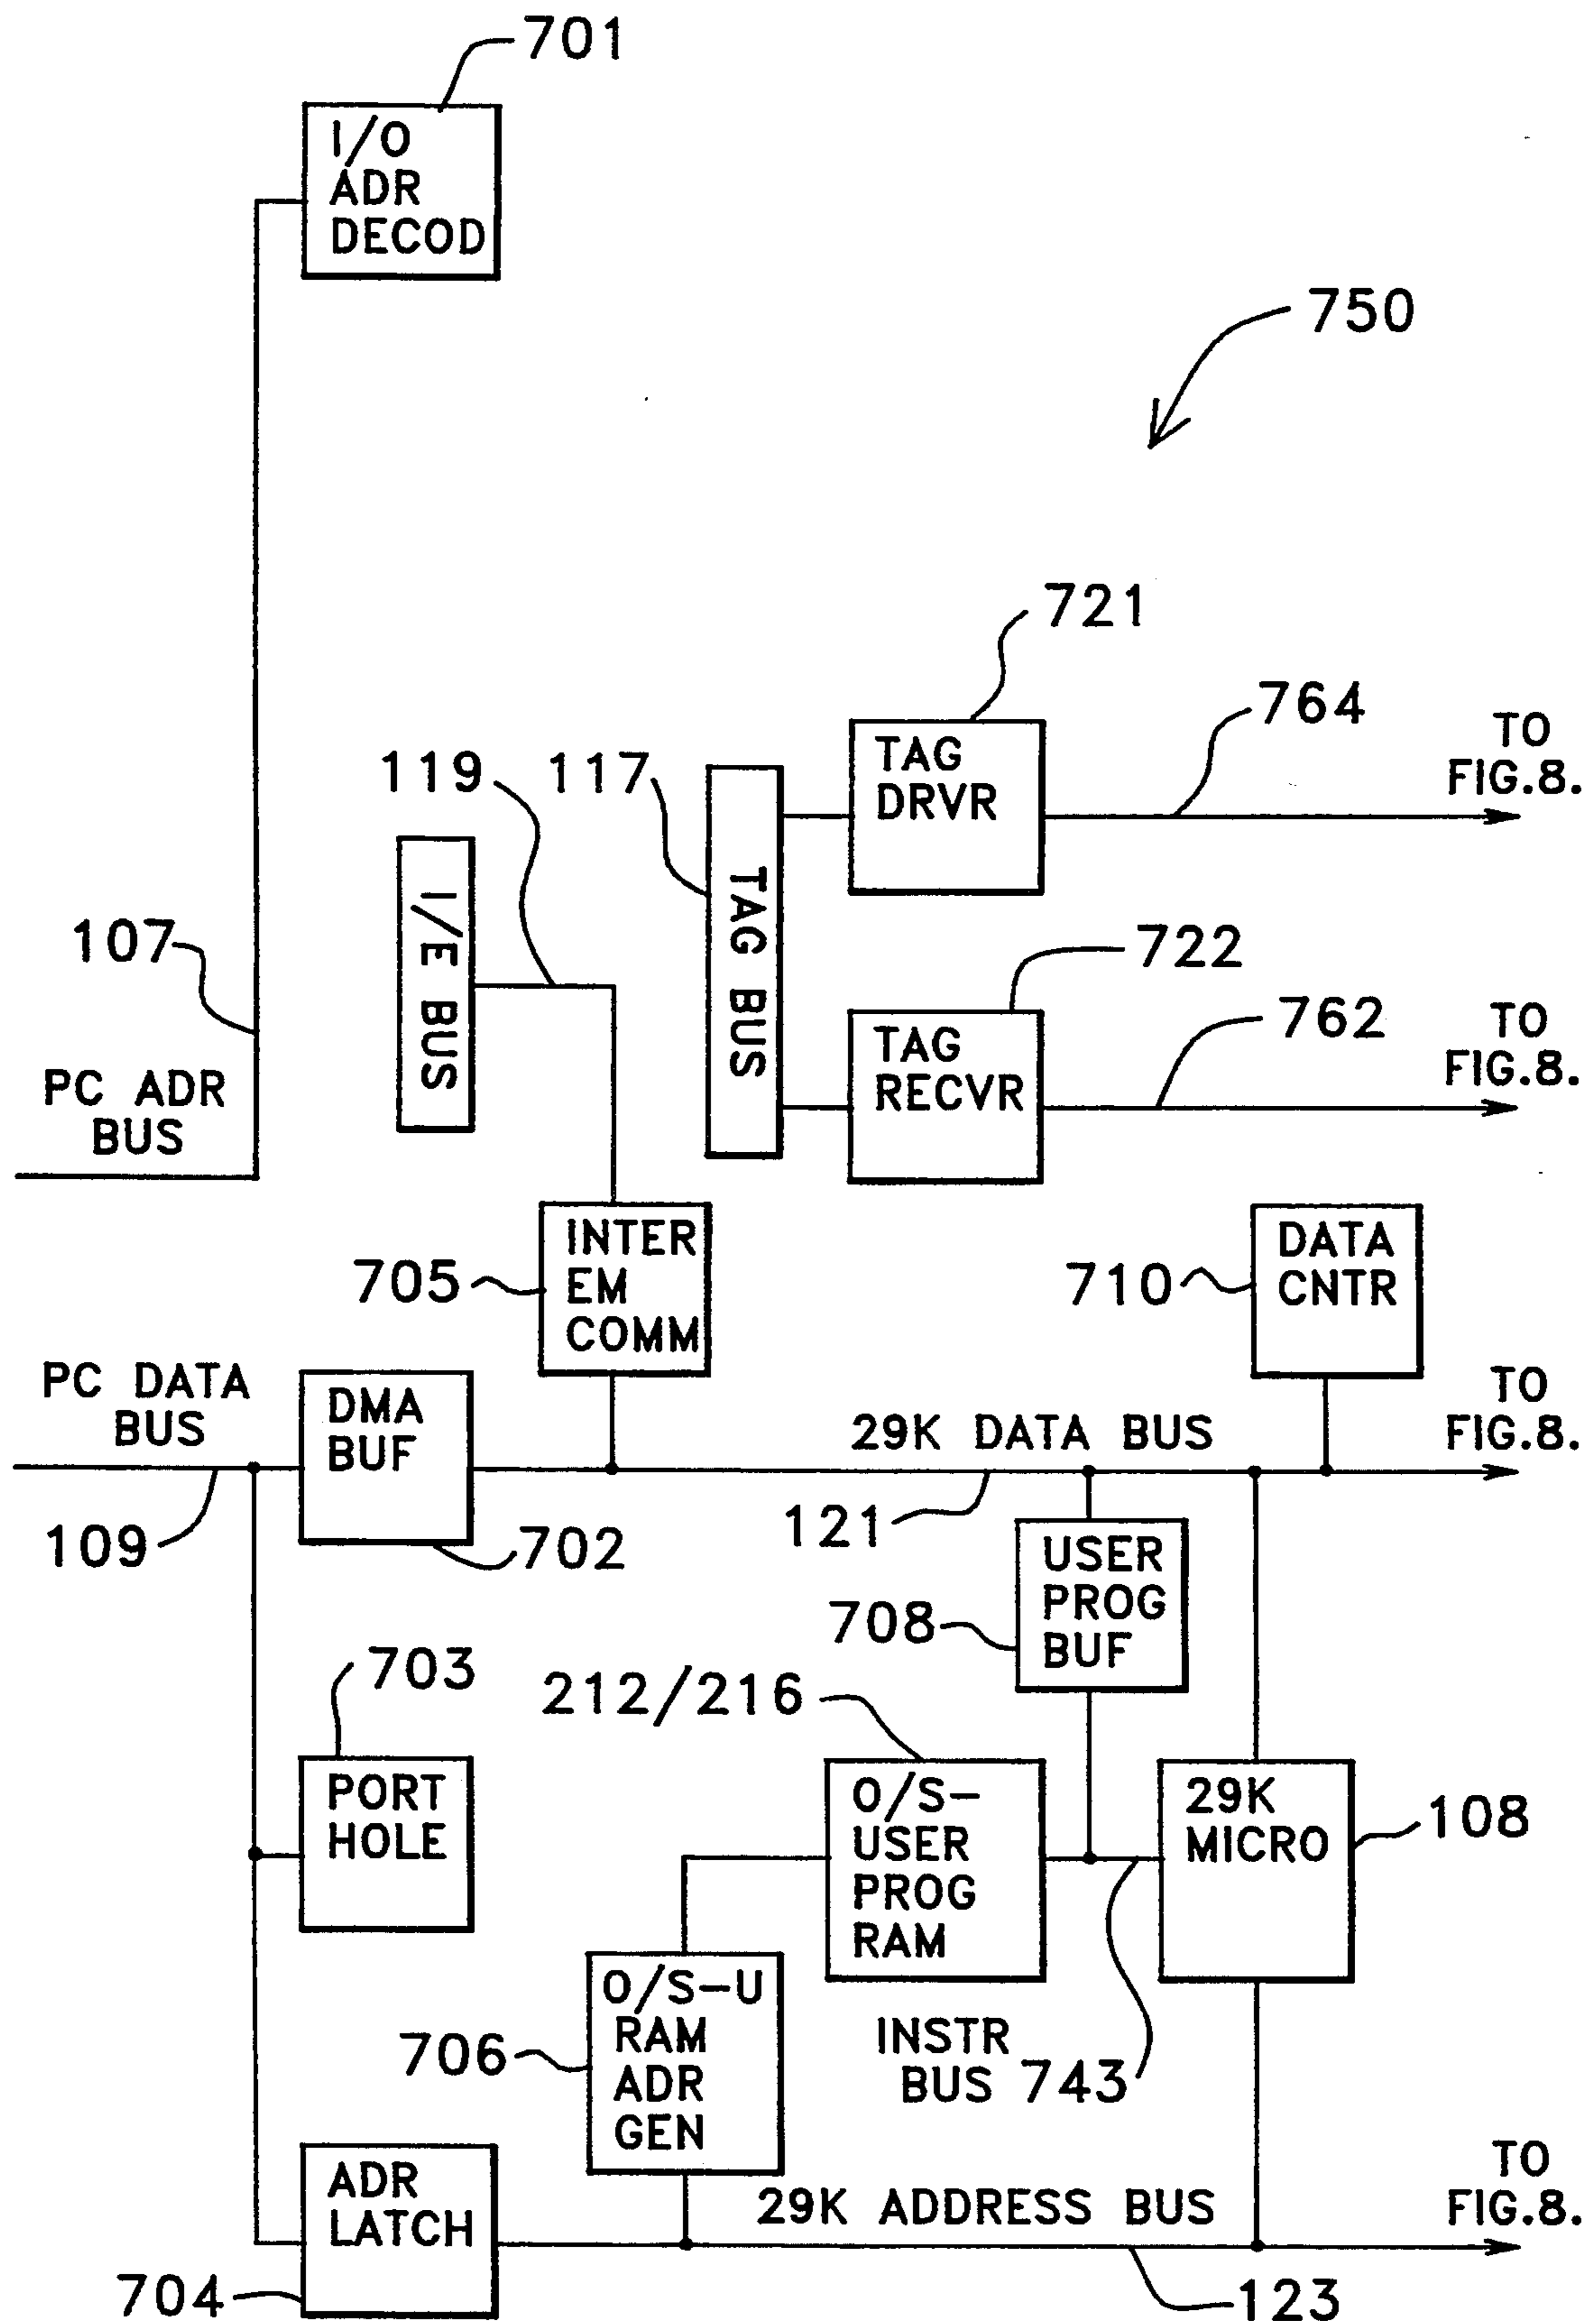 701
I/O
ADR
DECOD
750
721
764
TO
FIG.8.
TAG
DRVR
119
117
I/E BUS
TAG BUS
107
722
762
TO
FIG.8.
TAG
RECVR
PC ADR
BUS
INTER
EM
COMM
705
DATA
CNTR
710
PC DATA
BUS
DMA
BUF
29K DATA BUS
TO
FIG.8.
109
702
121
USER
PROG
BUF
708
703
212/216
PORT
HOLE
O/S-
USER
PROG
RAM
29K
MICRO
108
O/S-U
RAM
ADR
GEN
706
INSTR
BUS 743
ADR
LATCH
29K ADDRESS BUS
TO
FIG.8.
704
123